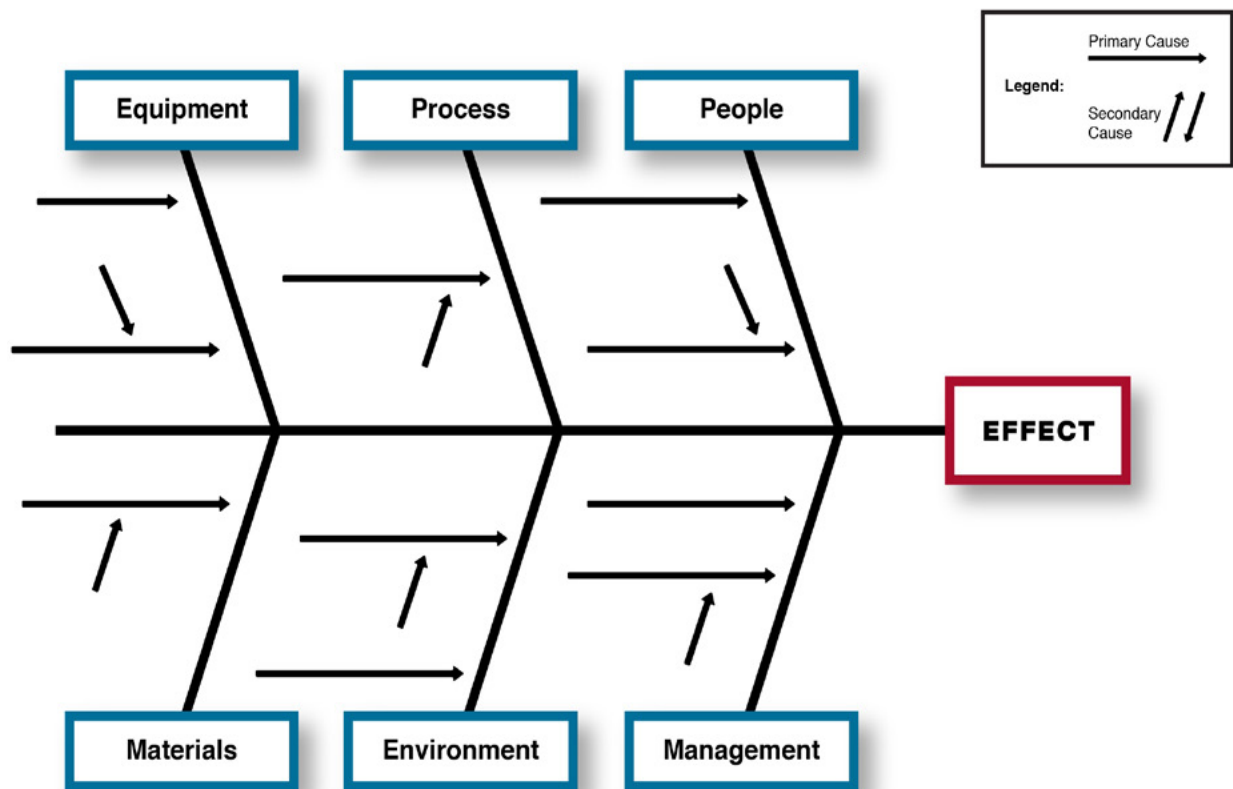 Primary Cause
Legend:
Secondary
Cause
Equipment
Process
People
EFFECT
Materials
Environment
Management